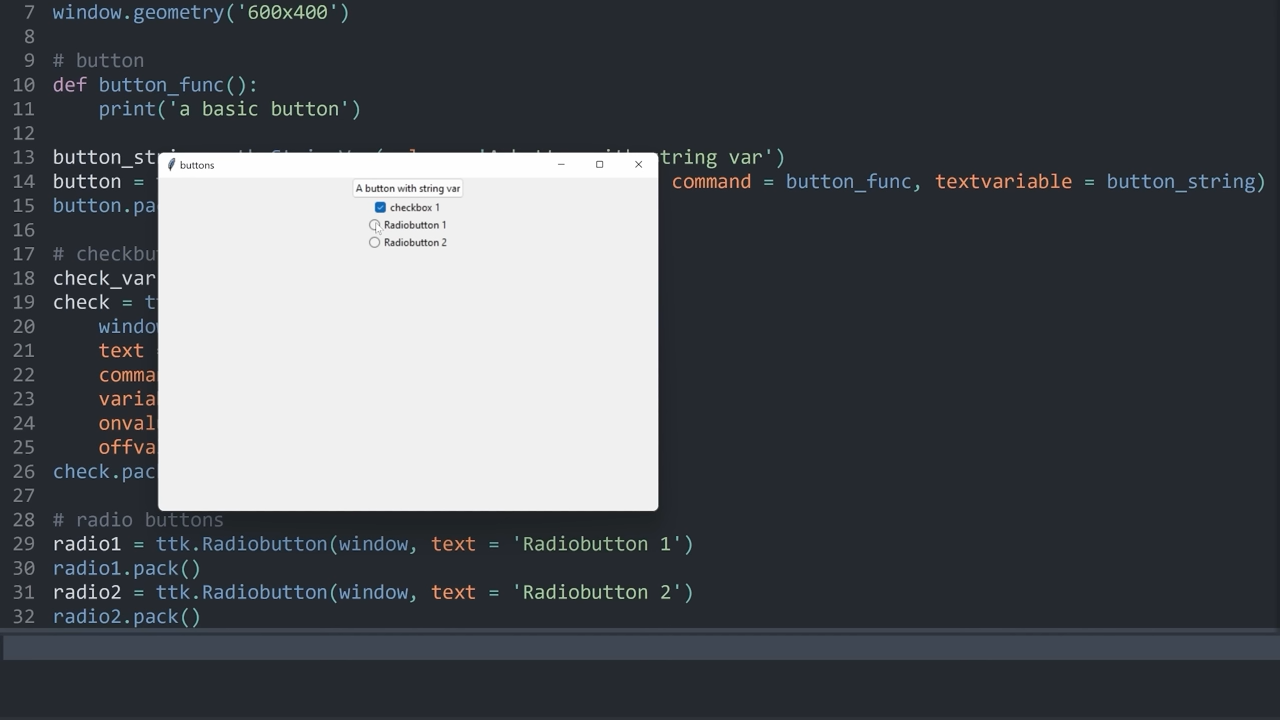 7 window.geometry('600x400')
8
9 # button
10 def button_func():
11 print('a basic button')
12
13 button_st tring var')
14 button = command = button_func, textvariable = button_string)
15 button.pa
16
17 # checkbu
18 check_var
19 check = t
20 windo
21 text
22 comma
23 varia
24 onval
25 offva
26 check.pac
27
28 # radio buttons
29 radio1 = ttk.Radiobutton(window, text = 'Radiobutton 1')
30 radio1.pack()
31 radio2 = ttk.Radiobutton(window, text = 'Radiobutton 2')
32 radio2.pack()
buttons
A button with string var
checkbox 1
Radiobutton 1
Radiobutton 2